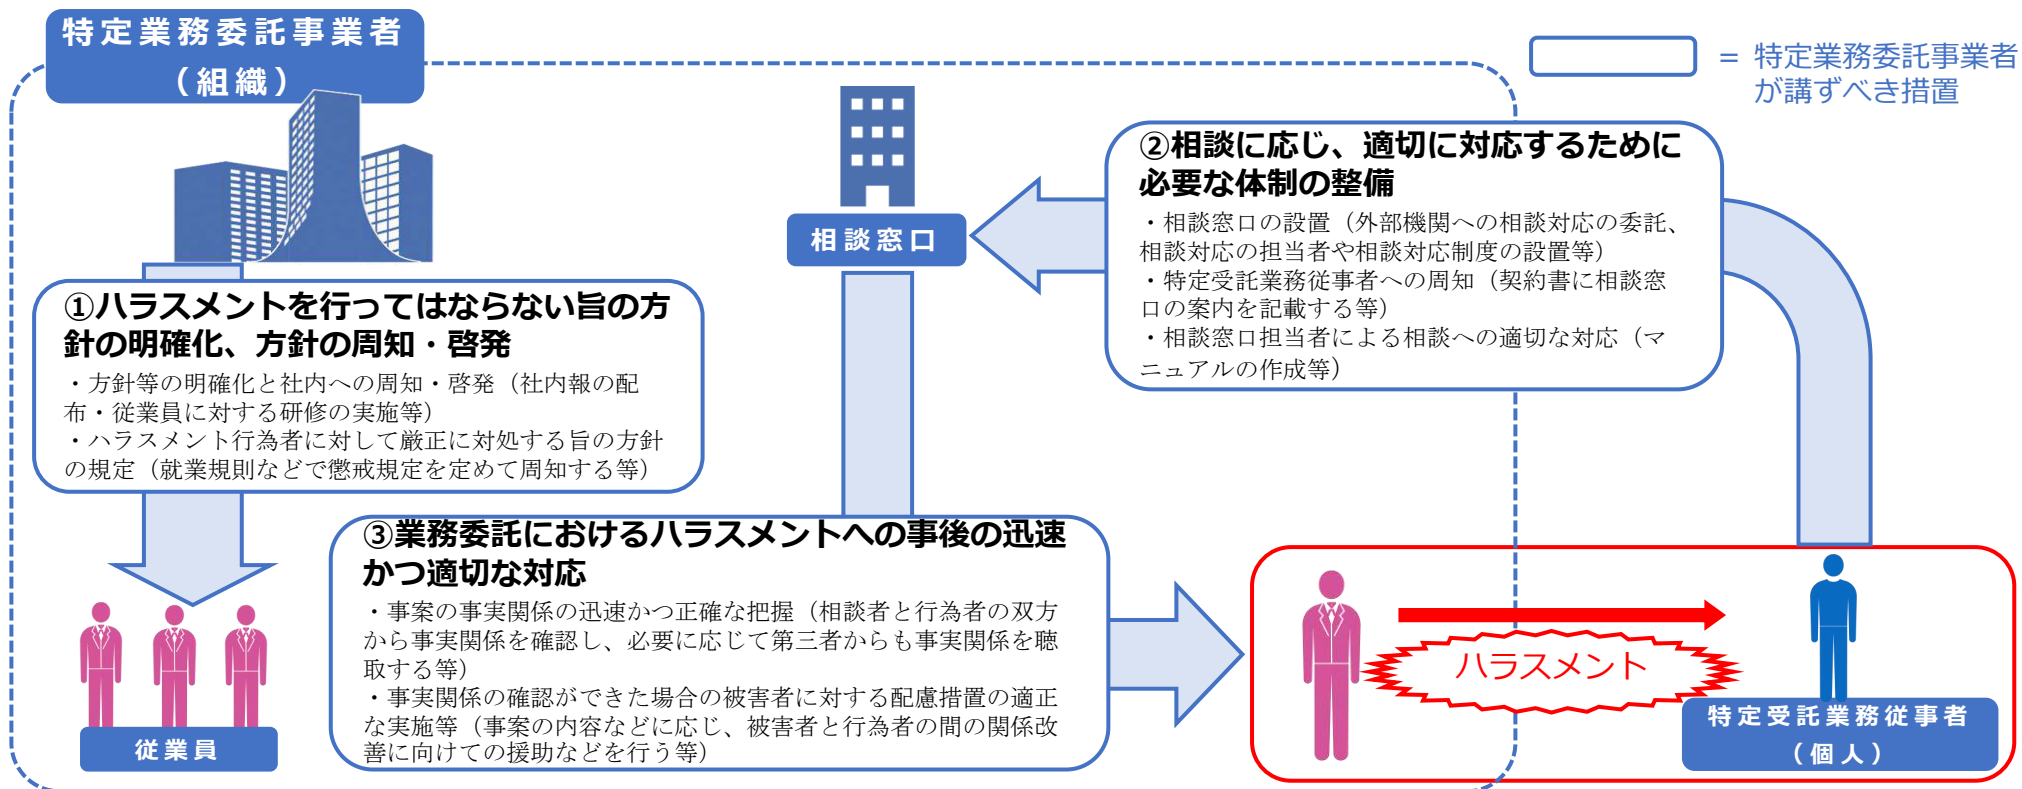 特定業務委託事業者
（組織）
= 特定業務委託事業者
が講ずべき措置
相談窓口
②相談に応じ、適切に対応するために
必要な体制の整備
・相談窓口の設置（外部機関への相談対応の委託、
相談対応の担当者や相談対応制度の設置等）
・特定受託業務従事者への周知（契約書に相談窓
口の案内を記載する等）
・相談窓口担当者による相談への適切な対応（マ
ニュアルの作成等）
①ハラスメントを行ってはならない旨の方
針の明確化、方針の周知・啓発
・方針等の明確化と社内への周知・啓発（社内報の配
布・従業員に対する研修の実施等）
・ハラスメント行為者に対して厳正に対処する旨の方針
の規定（就業規則などで懲戒規定を定めて周知する等）
従業員
③業務委託におけるハラスメントへの事後の迅速
かつ適切な対応
・事案の事実関係の迅速かつ正確な把握（相談者と行為者の双方
から事実関係を確認し、必要に応じて第三者からも事実関係を聴
取する等）
・事実関係の確認ができた場合の被害者に対する配慮措置の適正
な実施等（事案の内容などに応じ、被害者と行為者の間の関係改
善に向けての援助などを行う等）
ハラスメント
特定受託業務従事者
（個人）